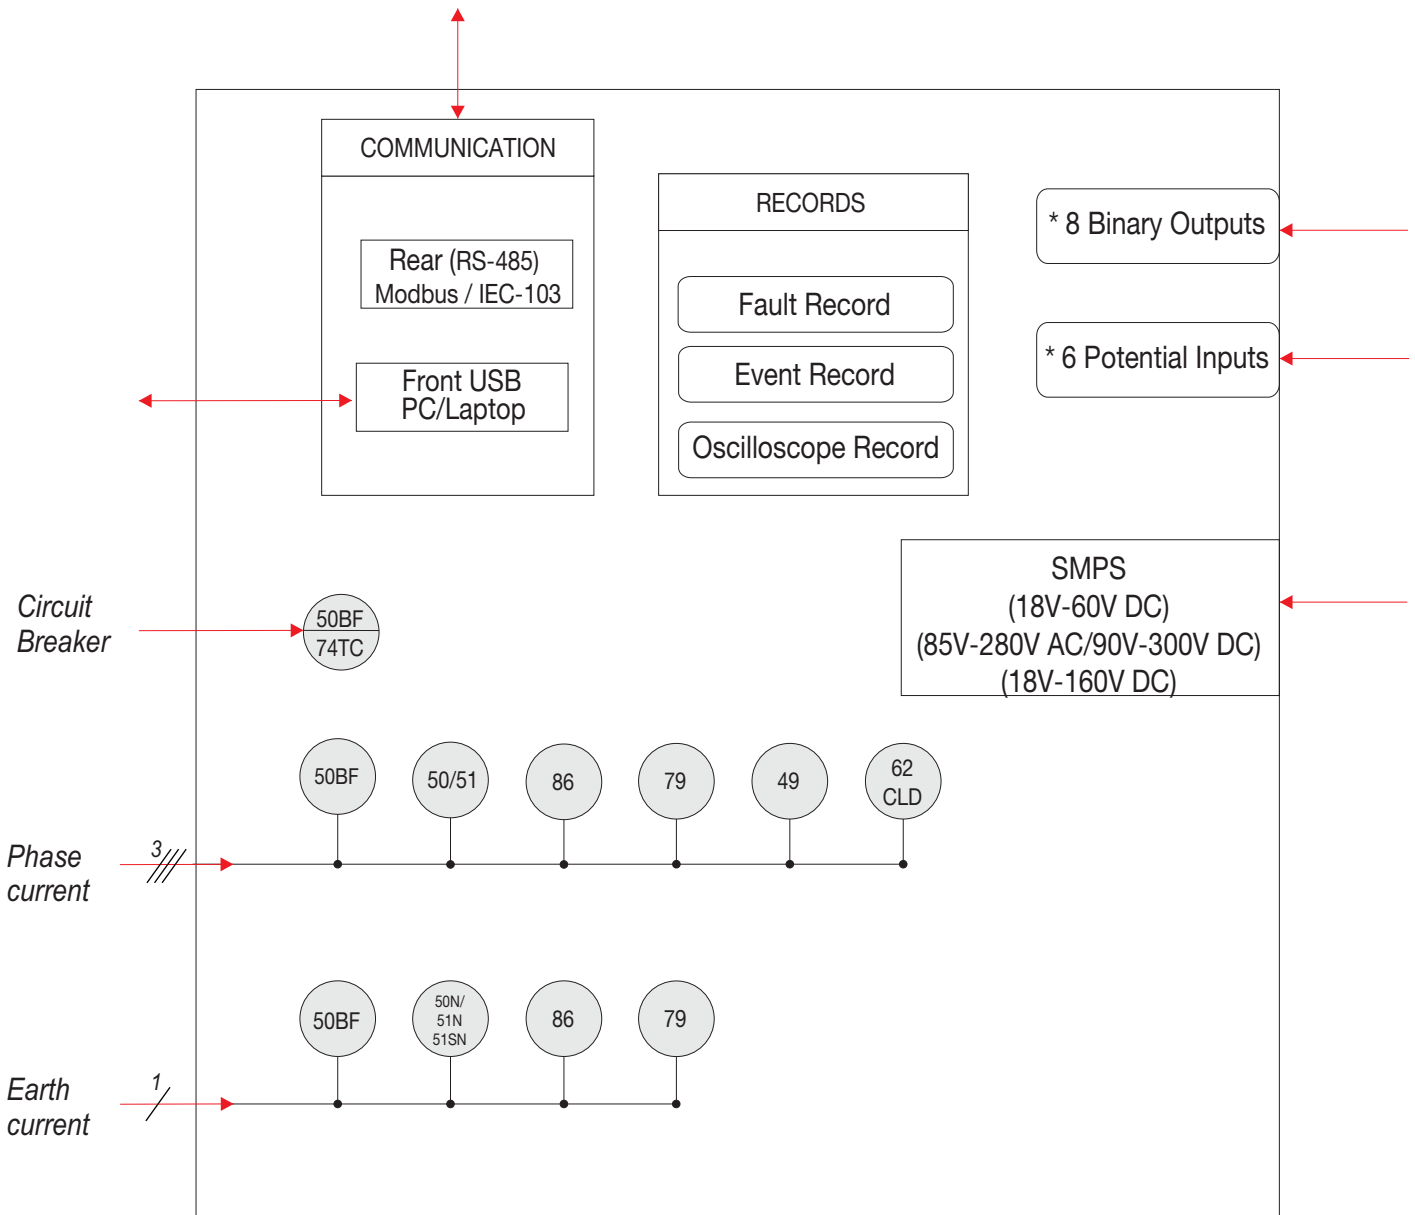 COMMUNICATION
Rear (RS-485)
Modbus / IEC-103
Front USB
PC/Laptop
RECORDS
Fault Record
Event Record
Oscilloscope Record
* 8 Binary Outputs
* 6 Potential Inputs
SMPS
(18V-60V DC)
(85V-280V AC/90V-300V DC)
(18V-160V DC)
Circuit
Breaker
50BF
74TC
Phase
current
3
50BF
50/51
86
79
49
62
CLD
Earth
current
1
50BF
50N/
51N
51SN
86
79